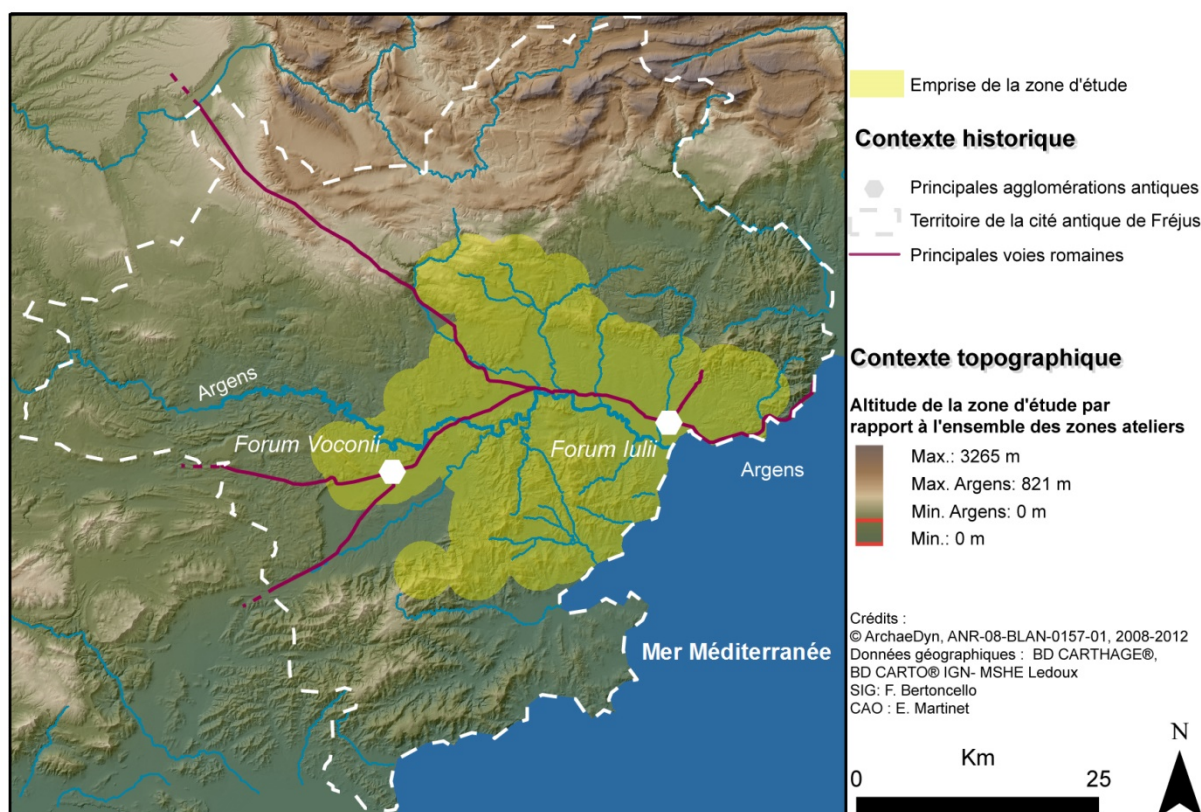 Argens
Forum Voconii
Forum Iulii
Argens
Mer Méditerranée
Emprise de la zone d'étude
Contexte historique
Principales agglomérations antiques
Territoire de la cité antique de Fréjus
Principales voies romaines
Contexte topographique
Altitude de la zone d'étude par
rapport à l'ensemble des zones ateliers
Max.: 3265 m
Max. Argens: 821 m
Min. Argens: 0 m
Min.: 0 m
Crédits :
© ArchaeDyn, ANR-08-BLAN-0157-01, 2008-2012
Données géographiques : BD CARTHAGE®,
BD CARTO® IGN- MSHE Ledoux
SIG: F. Bertoncello
CAO : E. Martinet
N
Km
0 25